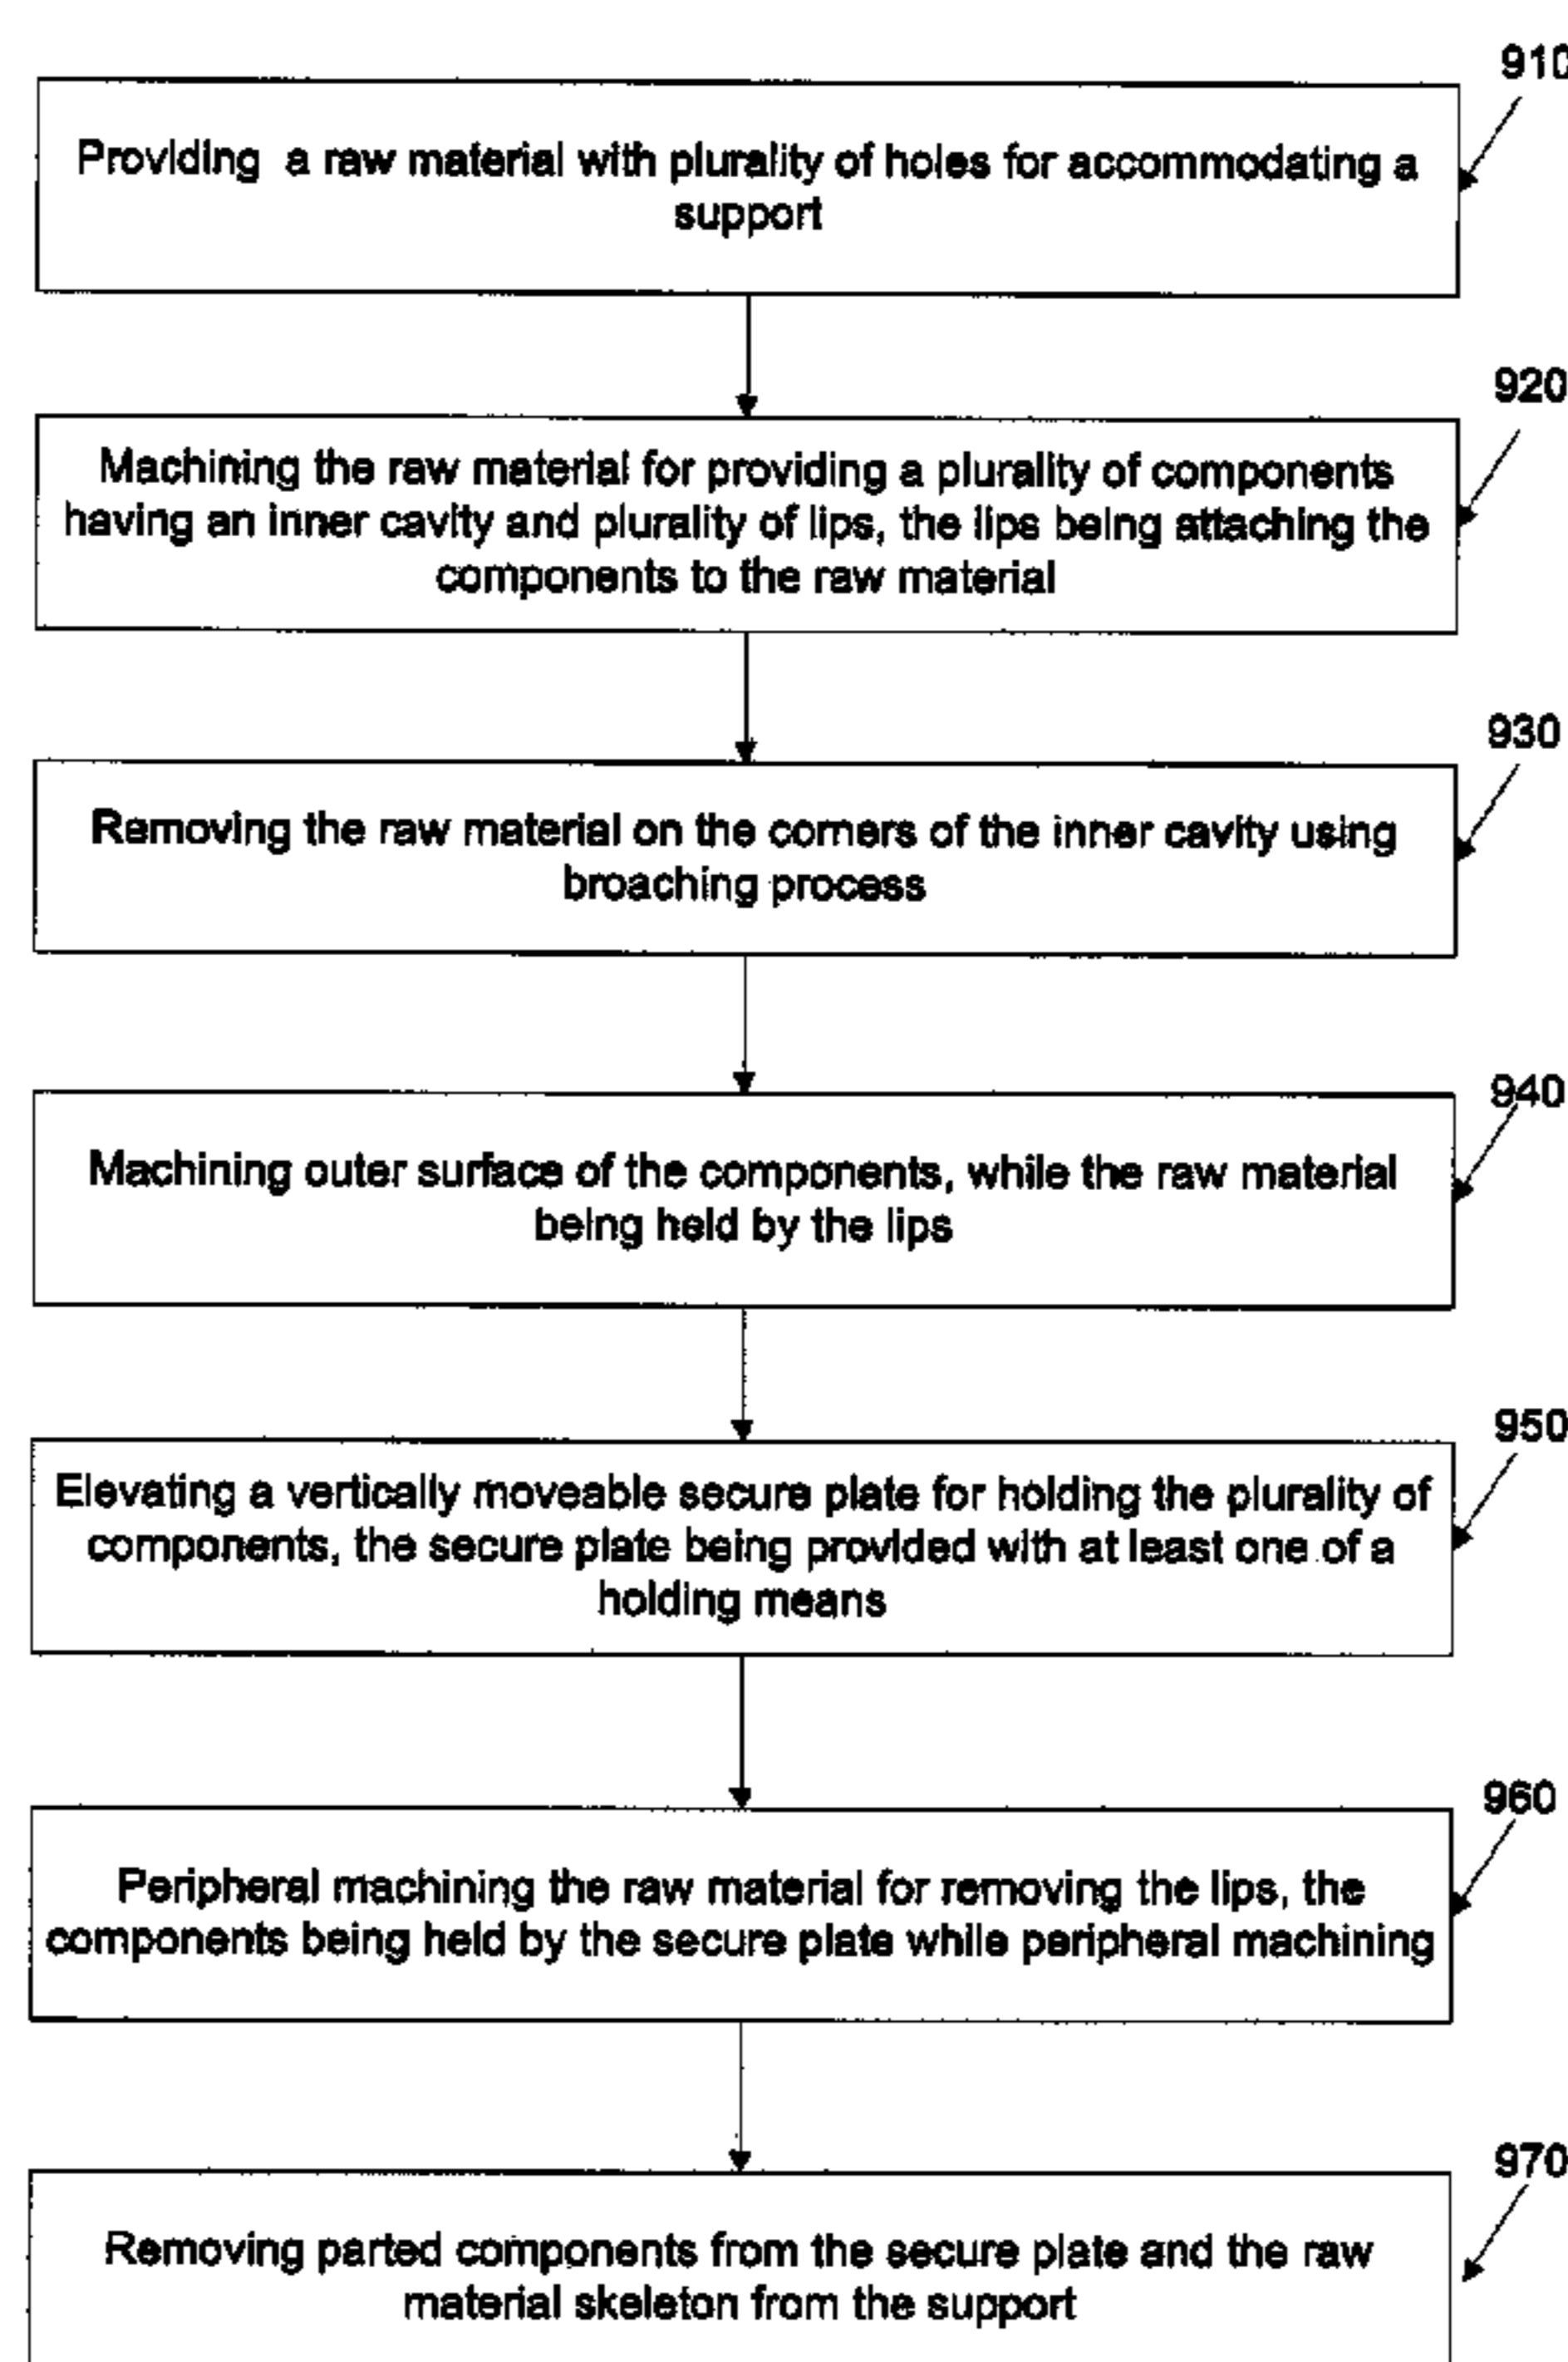 910
Providing a raw material with plurality of holes for accommodating a
support
920
Machining the raw material for providing a plurality of components
having an inner cavity and plurality of lips, the lips being attaching the
components to the raw material
930
Removing the raw material on the corners of the inner cavity using
broaching process
940
Machining outer surface of the components, while the raw material
being held by the lips
950
Elevating a vertically moveable secure plate for holding the plurality of
components, the secure plate being provided with at least one of a
holding means
960
Peripheral machining the raw material for removing the lips, the
components being held by the secure plate while peripheral machining
970
Removing parted components from the secure plate and the raw
material skeleton from the support